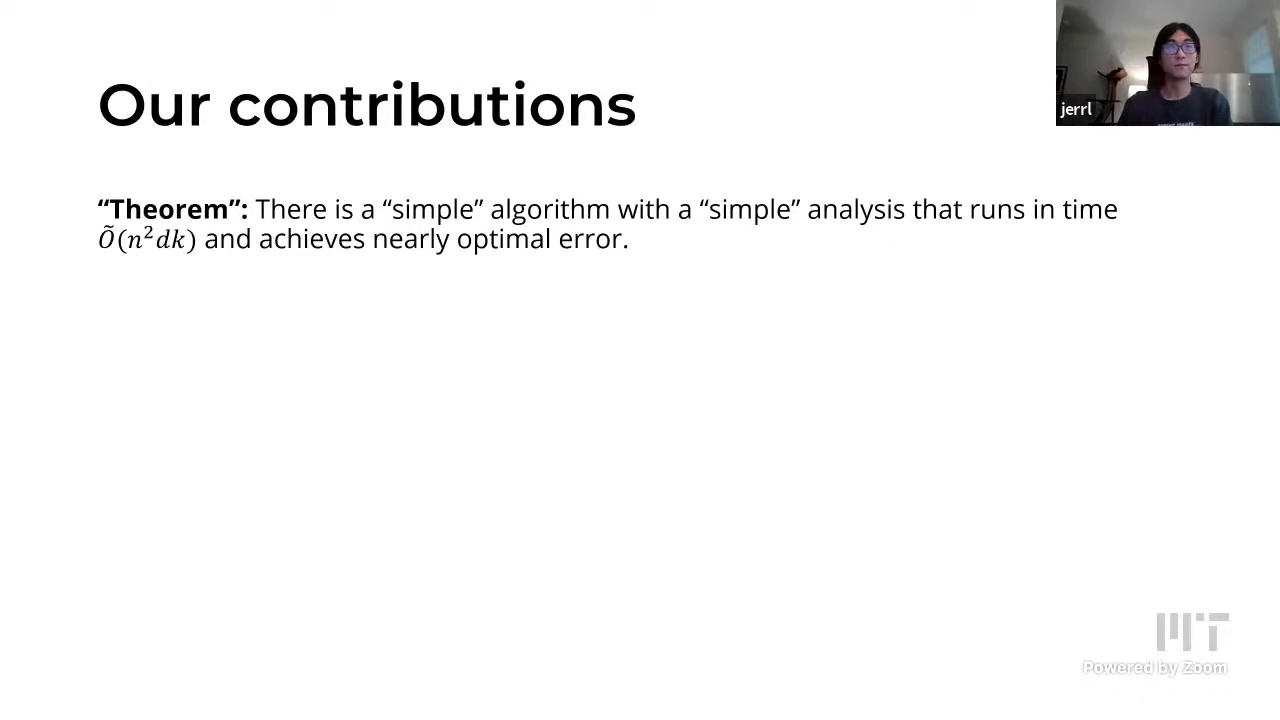 Our contributions
jerrl
“Theorem”: There is a “simple” algorithm with a “simple” analysis that runs in time
Õ(n²dk) and achieves nearly optimal error.
MIT
Powered by Zoom